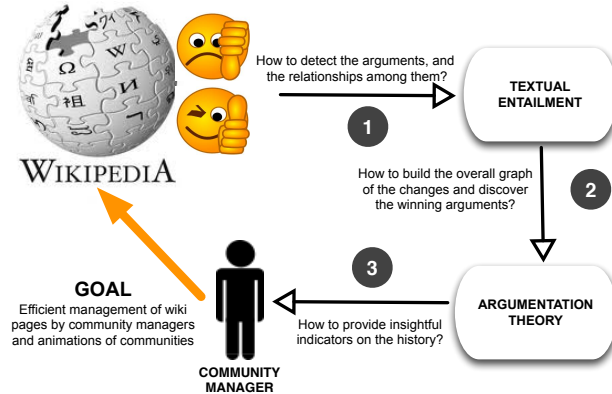 How to detect the arguments, and
the relationships among them?
1
TEXTUAL
ENTAILMENT
Ω
W
И
祖
WIKIPEDIA
How to build the overall graph
of the changes and discover
the winning arguments?
2
3
GOAL
Efficient management of wiki
pages by community managers
and animations of communities
How to provide insightful
indicators on the history?
ARGUMENTATION
THEORY
COMMUNITY
MANAGER